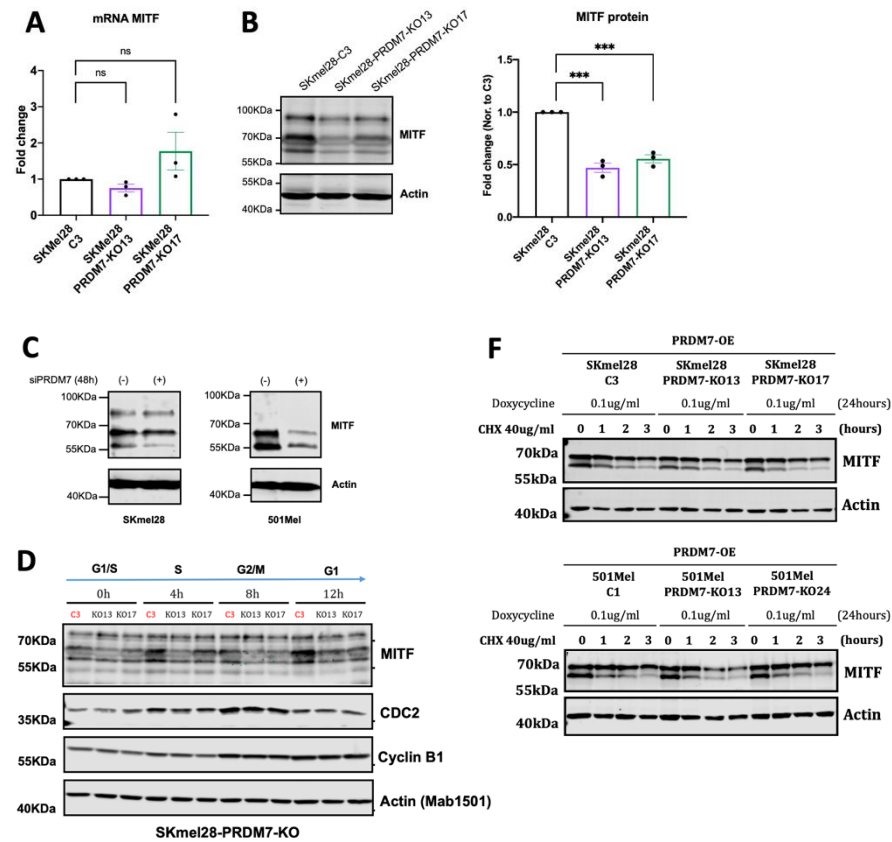 A
mRNA MITF
ns
ns
Fold change
4
3
2
1
0
SKMel28
C3
SKMel28
PRDM7-KO13
SKMel28
PRDM7-KO17
B
SKmel28-C3
SKmel28-PRDM7-KO13
SKmel28-PRDM7-KO17
100KDa
70KDa
55KDa
MITF
55KDa
40KDa
Actin
MITF protein
***
***
Fold change (Nor. to C3)
1.5
1.0
0.5
0.0
SKmel28
C3
SKmel28
PRDM7-KO13
SKmel28
PRDM7-KO17
C
siPRDM7 (48h) (-) (+) (-) (+)
100KDa
70KDa
55KDa
40KDa
SKmel28
100KDa
70KDa
55KDa
40KDa
MITF
Actin
501Mel
D
G1/S S G2/M G1
0h 4h 8h 12h
C3 KO13 KO17 C3 KO13 KO17 C3 KO13 KO17 C3 KO13 KO17
70KDa
55KDa
MITF
35KDa
CDC2
55KDa
Cyclin B1
40KDa
Actin (Mab1501)
SKmel28-PRDM7-KO
F
PRDM7-OE
SKmel28 SKmel28 SKmel28
C3 PRDM7-KO13 PRDM7-KO17
Doxycycline 0.1ug/ml 0.1ug/ml 0.1ug/ml (24hours)
CHX 40ug/ml 0 1 2 3 0 1 2 3 0 1 2 3 (hours)
70kDa
55kDa
MITF
40kDa
Actin
PRDM7-OE
501Mel 501Mel 501Mel
C1 PRDM7-KO13 PRDM7-KO24
Doxycycline 0.1ug/ml 0.1ug/ml 0.1ug/ml (24hours)
CHX 40ug/ml 0 1 2 3 0 1 2 3 0 1 2 3 (hours)
70kDa
55kDa
MITF
40kDa
Actin